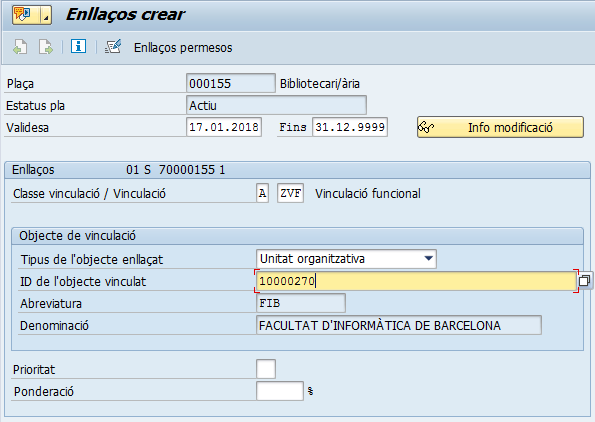 Enllaços crear
Enllaços permesos
Plaça 000155 Bibliotecari/ària
Estatus pla Actiu
Validesa 17.01.2018 Fins 31.12.9999 Info modificació
Enllaços 01 S 70000155 1
Classe vinculació / Vinculació A ZVF Vinculació funcional
Objecte de vinculació
Tipus de l'objecte enllaçat Unitat organitzativa
ID de l'objecte vinculat 10000270
Abreviatura FIB
Denominació FACULTAT D'INFORMÀTICA DE BARCELONA
Prioritat
Ponderació %